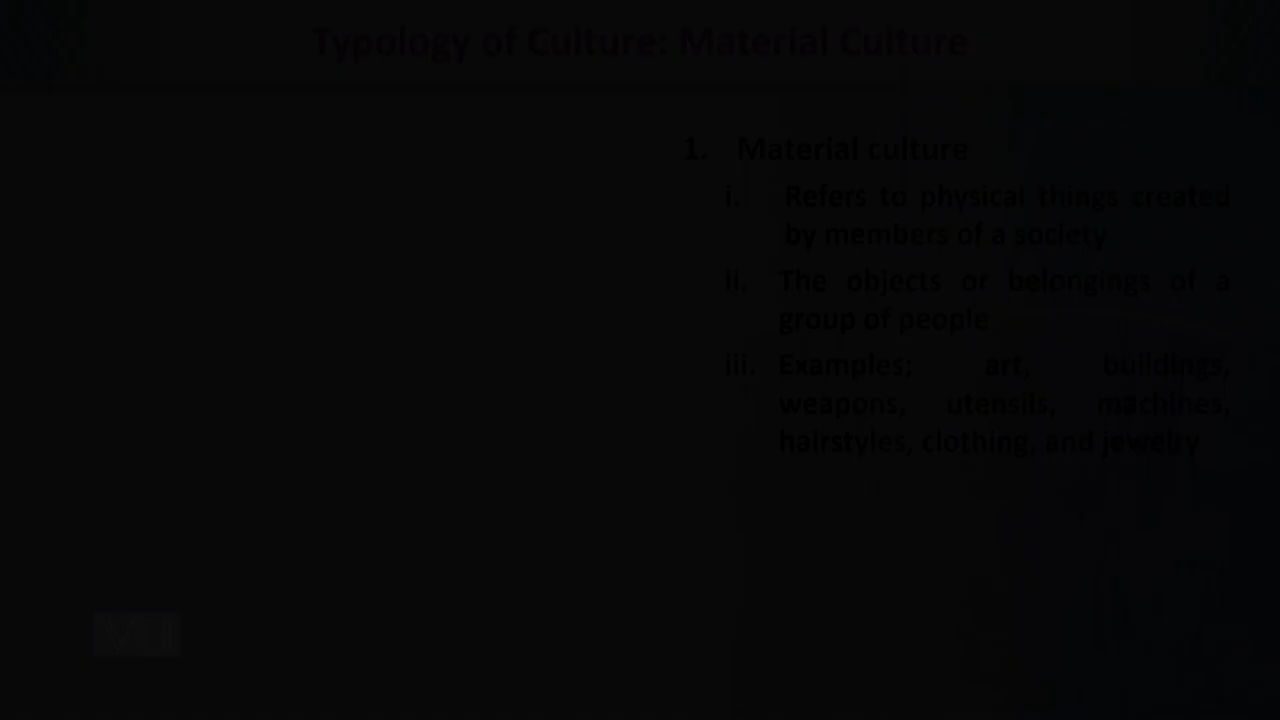 Typology of Culture: Material Culture
1. Material culture
i. Refers to physical things created
by members of a society
ii. The objects or belongings of a
group of people
iii. Examples; art, buildings,
weapons, utensils, machines,
hairstyles, clothing, and jewelry